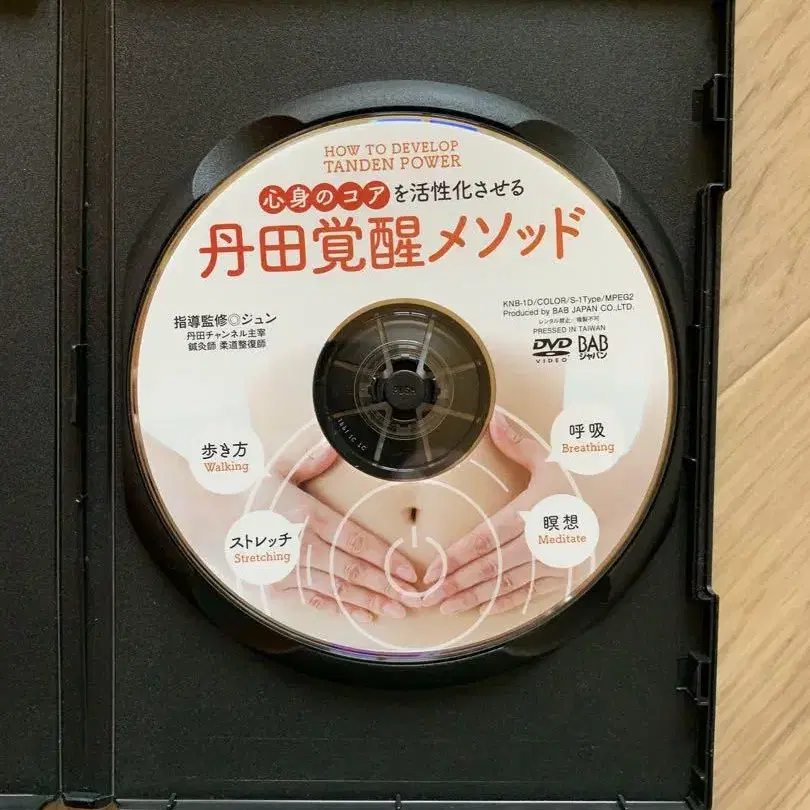 HOW TO DEVELOP
TANDEN POWER
心身のコアを活性化させる
丹田覚醒メソッド
指導監修◎ジュン
丹田チャンネル主宰
鍼灸師 柔道整復師
KNB-1D/COLOR/S-1Type/MPEG2
Produced by BAB JAPAN CO.,LTD.
レンタル禁止 複製不可
PRESSED IN TAIWAN
DVD
VIDEO
BAB
ジャパン
PUSH
歩き方
Walking
呼吸
Breathing
ストレッチ
Stretching
瞑想
Meditate